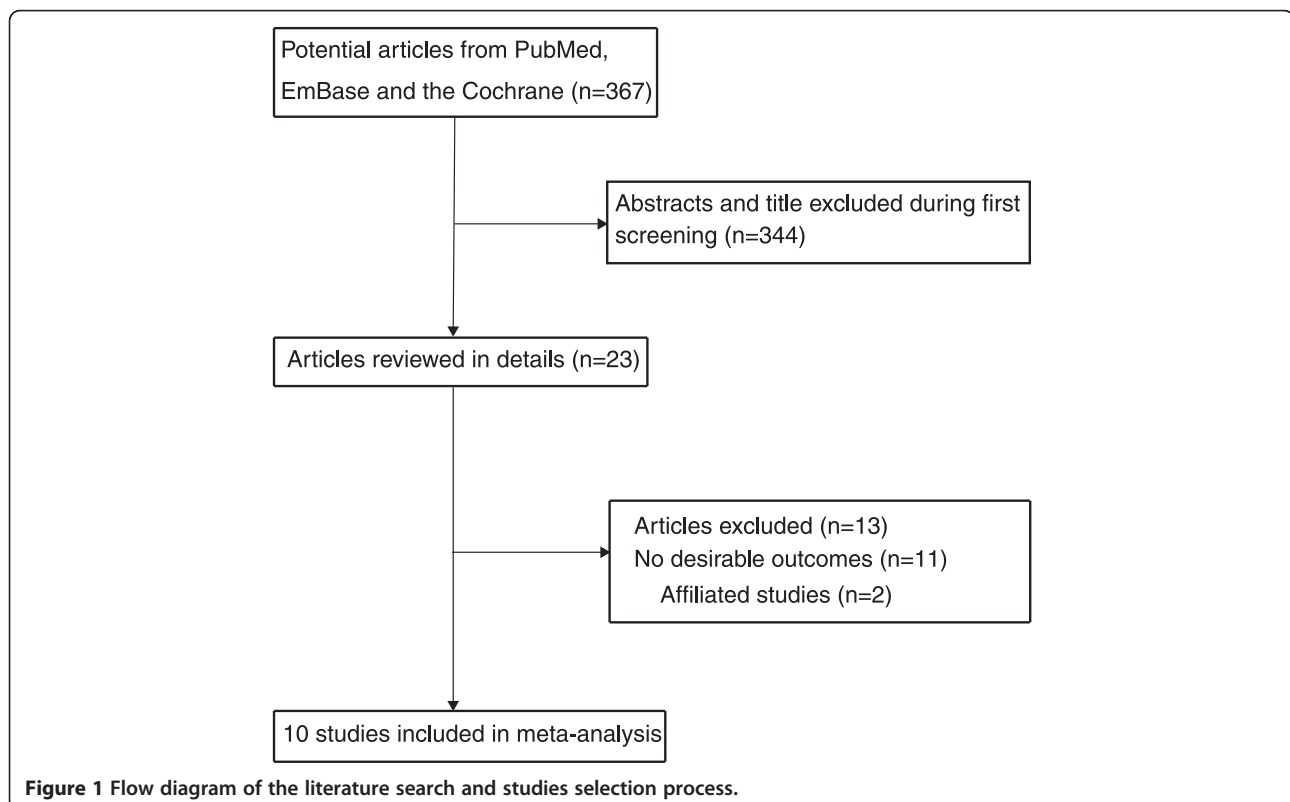 Potential articles from PubMed,
EmBase and the Cochrane (n=367)
Abstracts and title excluded during first
screening (n=344)
Articles reviewed in details (n=23)
Articles excluded (n=13)
No desirable outcomes (n=11)
Affiliated studies (n=2)
10 studies included in meta-analysis
Figure 1 Flow diagram of the literature search and studies selection process.